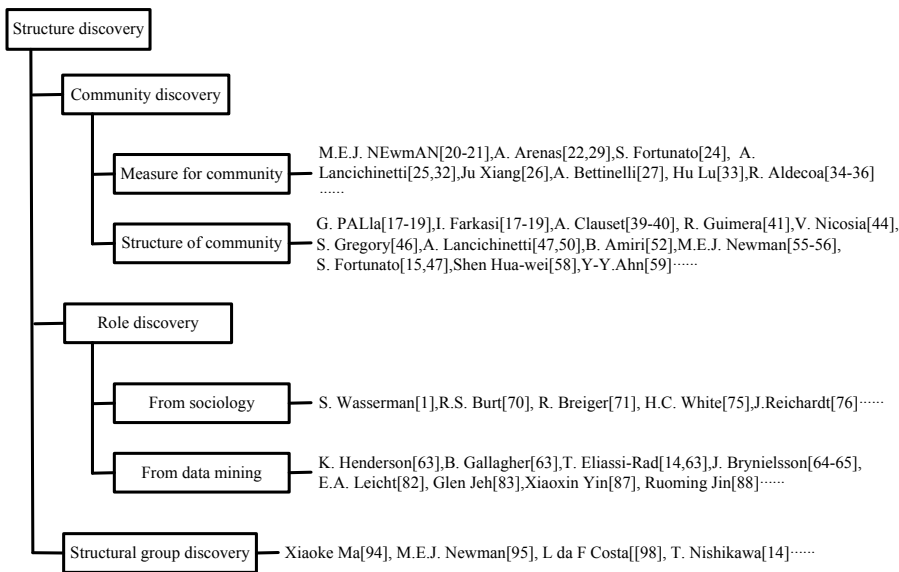 Structure discovery
Community discovery
Measure for community
M.E.J. NEwmAN[20-21],A. Arenas[22,29],S. Fortunato[24], A.
Lancichinetti[25,32],Ju Xiang[26],A. Bettinelli[27], Hu Lu[33],R. Aldecoa[34-36]
......
Structure of community
G. PALla[17-19],I. Farkasi[17-19],A. Clauset[39-40], R. Guimera[41],V. Nicosia[44],
S. Gregory[46],A. Lancichinetti[47,50],B. Amiri[52],M.E.J. Newman[55-56],
S. Fortunato[15,47],Shen Hua-wei[58],Y-Y.Ahn[59]......
Role discovery
From sociology
S. Wasserman[1],R.S. Burt[70], R. Breiger[71], H.C. White[75],J.Reichardt[76]......
From data mining
K. Henderson[63],B. Gallagher[63],T. Eliassi-Rad[14,63],J. Brynielsson[64-65],
E.A. Leicht[82], Glen Jeh[83],Xiaoxin Yin[87], Ruoming Jin[88]......
Structural group discovery
Xiaoke Ma[94], M.E.J. Newman[95], L da F Costa[[98], T. Nishikawa[14]......